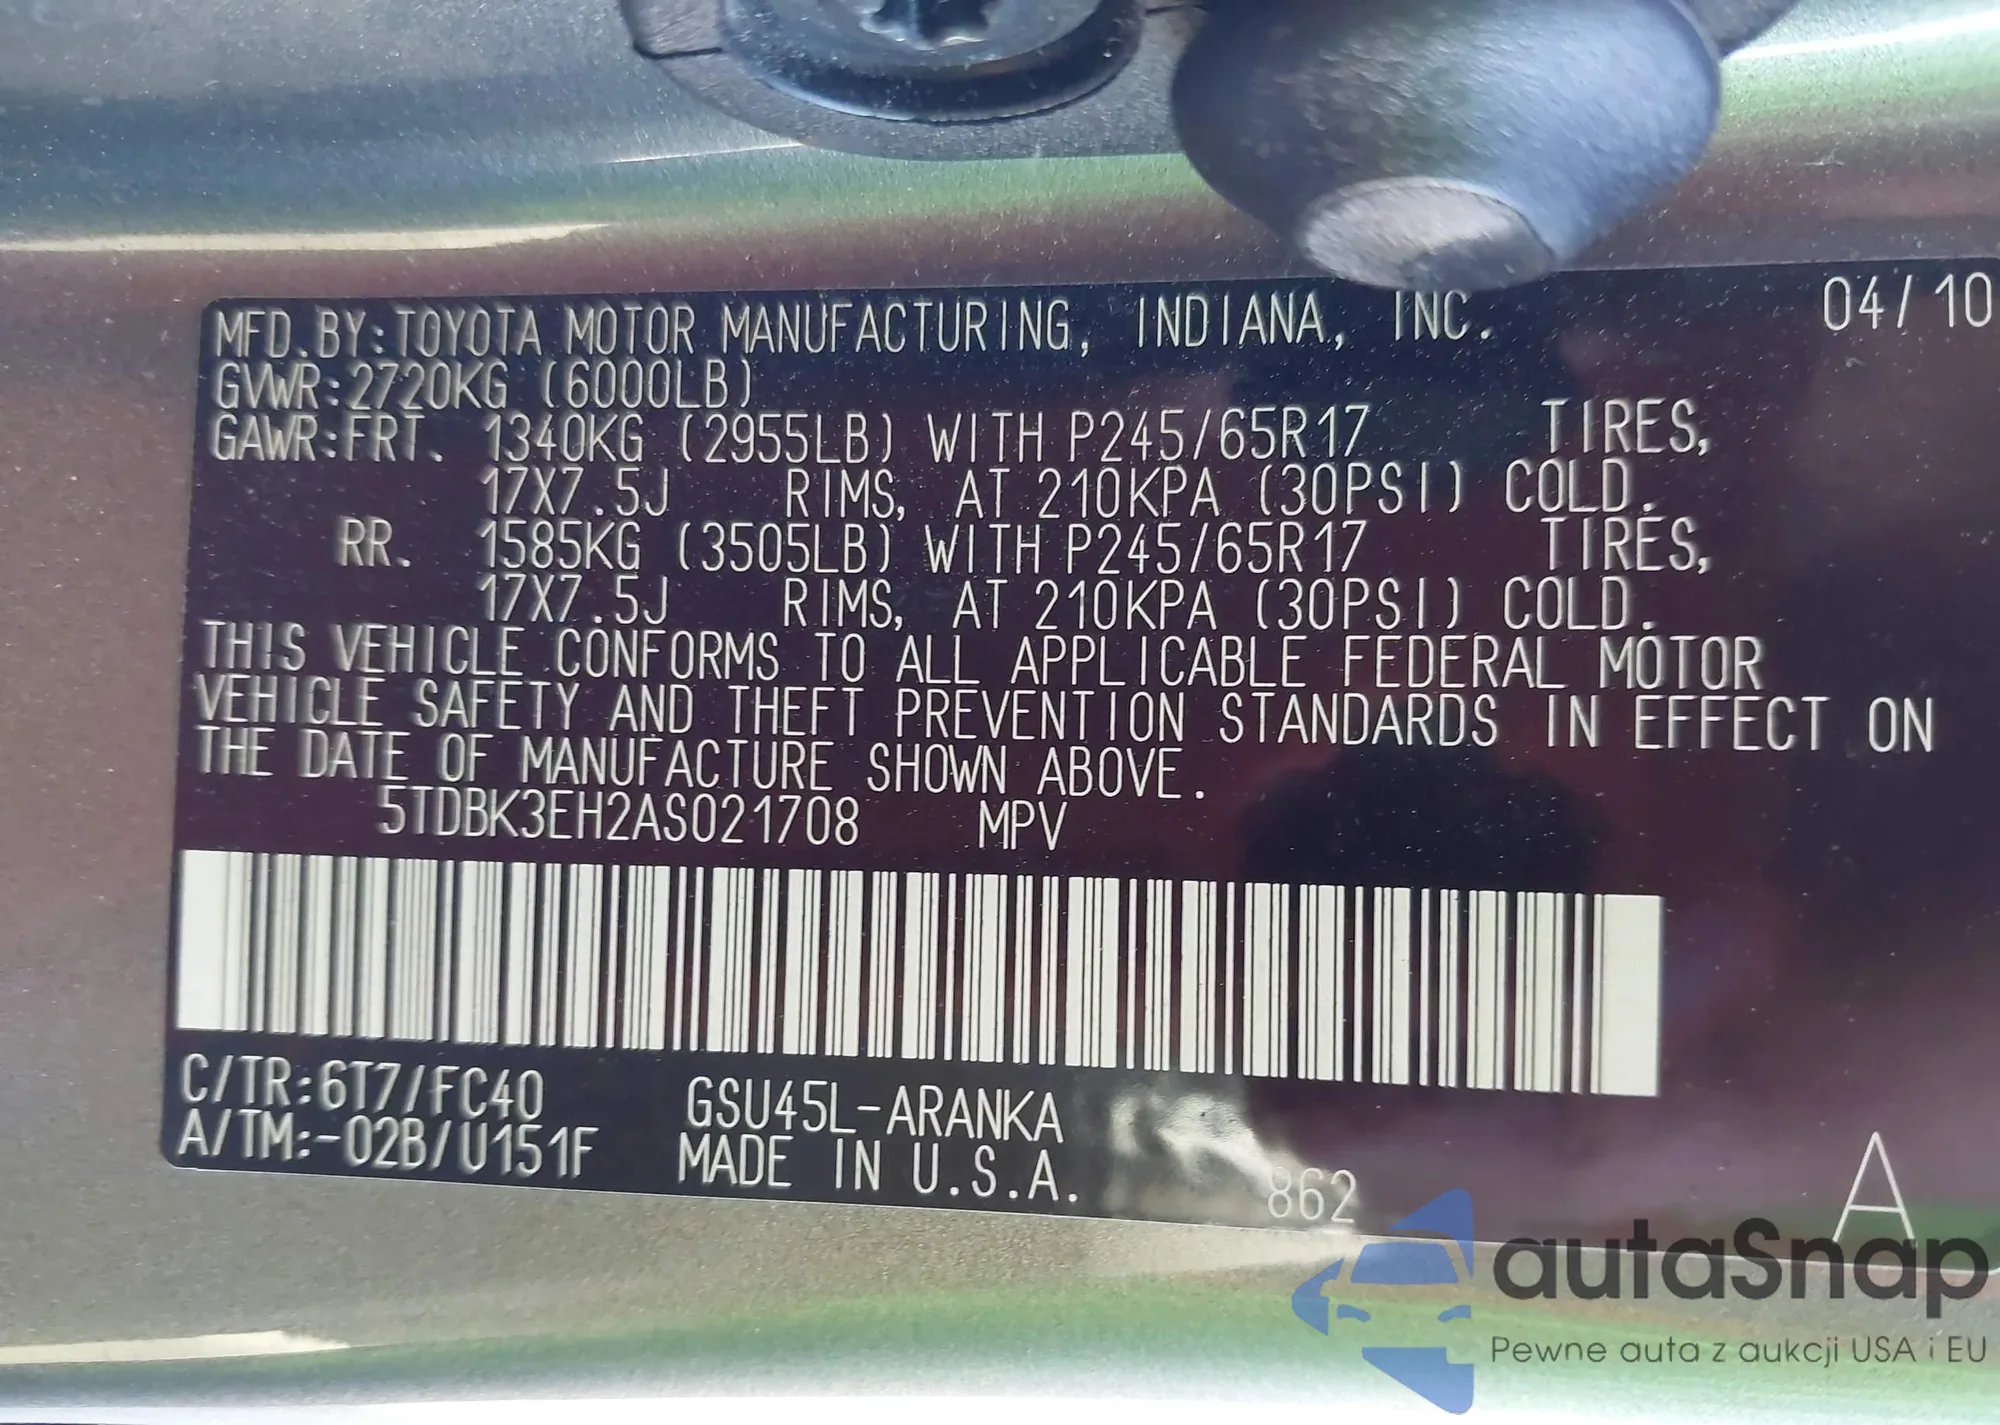 MFD.BY:TOYOTA MOTOR MANUFACTURING, INDIANA, INC. 04/10
GVWR:2720KG (6000LB)
GAWR:FRT. 1340KG (2955LB) WITH P245/65R17 TIRES,
17X7.5J RIMS, AT 210KPA (30PSI) COLD.
RR. 1585KG (3505LB) WITH P245/65R17 TIRES,
17X7.5J RIMS, AT 210KPA (30PSI) COLD.
THIS VEHICLE CONFORMS TO ALL APPLICABLE FEDERAL MOTOR
VEHICLE SAFETY AND THEFT PREVENTION STANDARDS IN EFFECT ON
THE DATE OF MANUFACTURE SHOWN ABOVE.
5TDBK3EH2AS021708 MPV
C/TR:6T7/FC40 GSU45L-ARANKA
A/TM:-02B/U151F MADE IN U.S.A. 862 A
autaSnap
Pewne auta z aukcji USA i EU